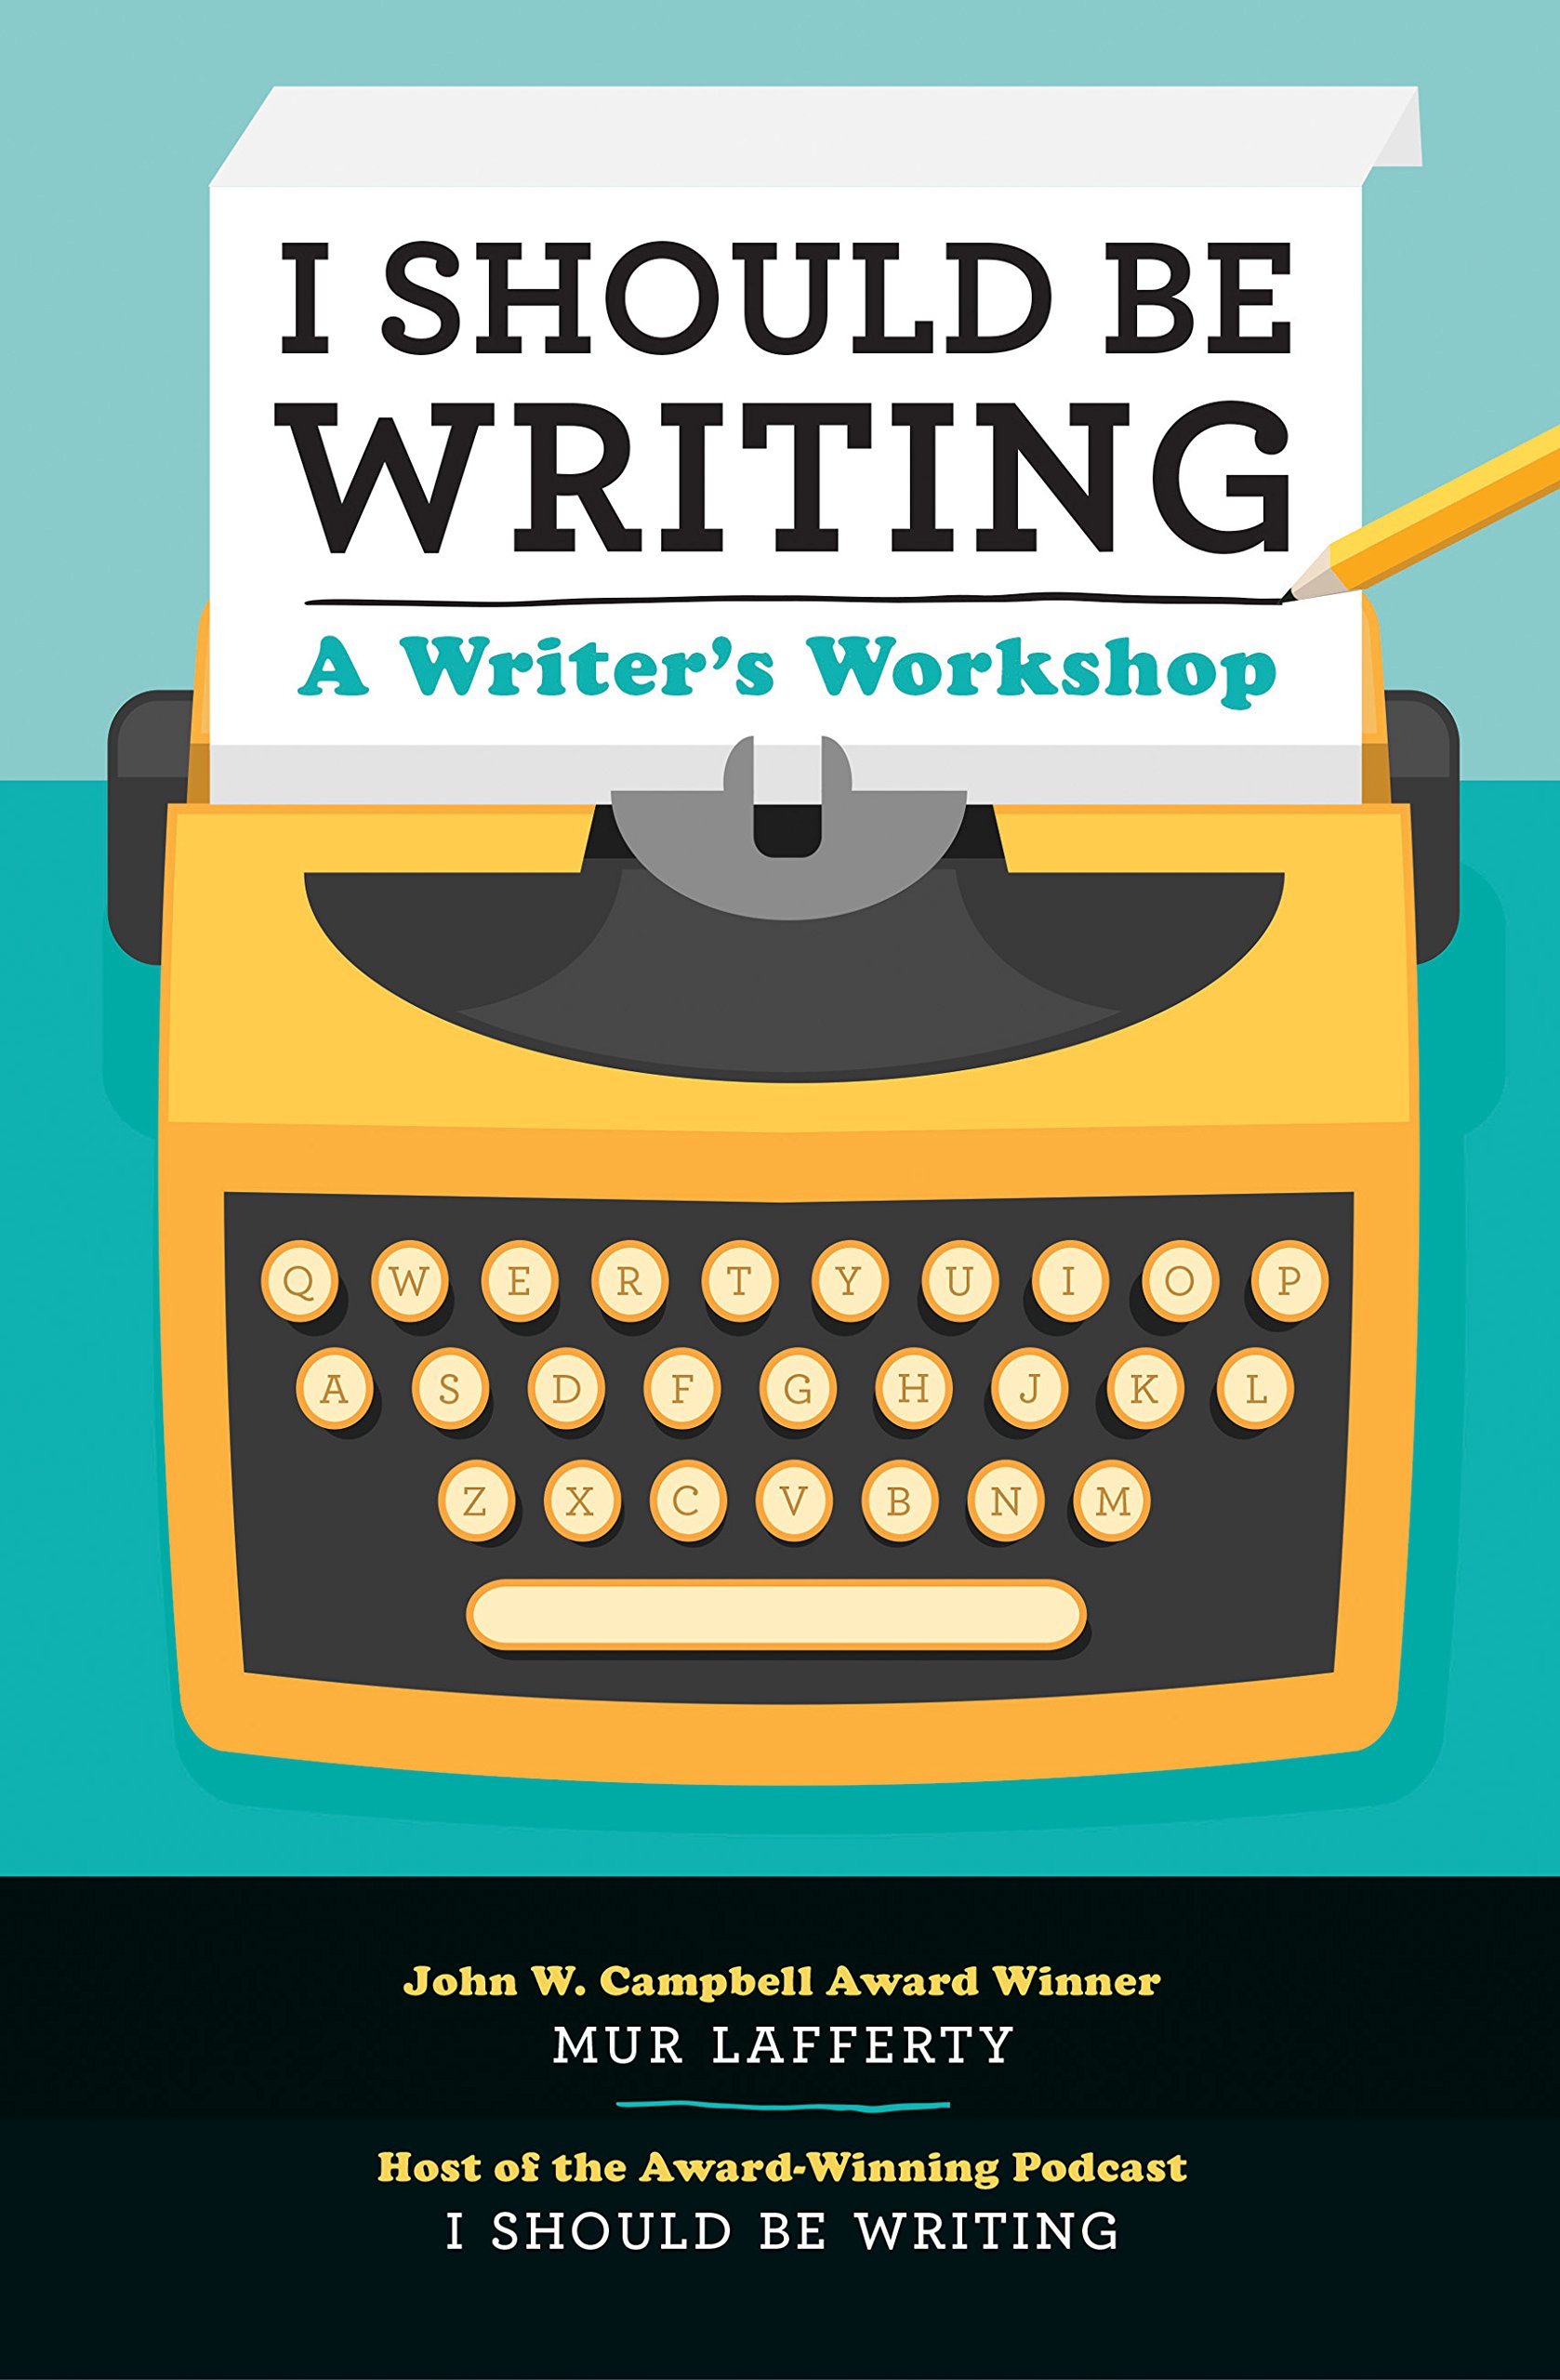 I SHOULD BE
WRITING
A Writer's Workshop
Q W E R T Y U I O P
A S D F G H J K L
Z X C V B N M
John W. Campbell Award Winner
MUR LAFFERTY
Host of the Award-Winning Podcast
I SHOULD BE WRITING